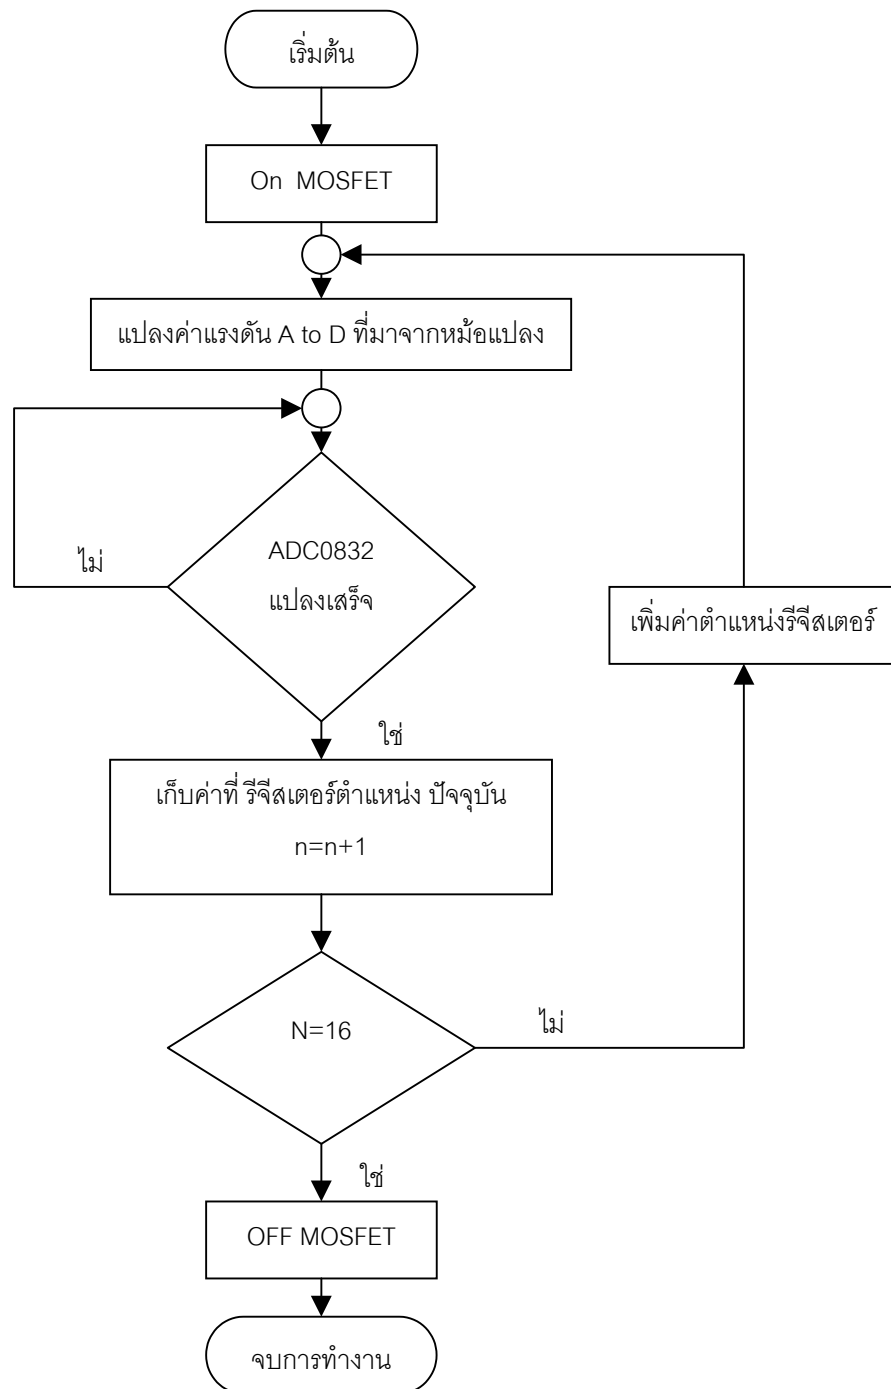 เริ่มต้น
On MOSFET
แปลงค่าแรงดัน A to D ที่มาจากหม้อแปลง
ADC0832
แปลงเสร็จ
ไม่
ใช่
เก็บค่าที่ รีจีสเตอร์ตำแหน่ง ปัจจุบัน
n=n+1
N=16
ไม่
เพิ่มค่าตำแหน่งรีจีสเตอร์
ใช่
OFF MOSFET
จบการทำงาน